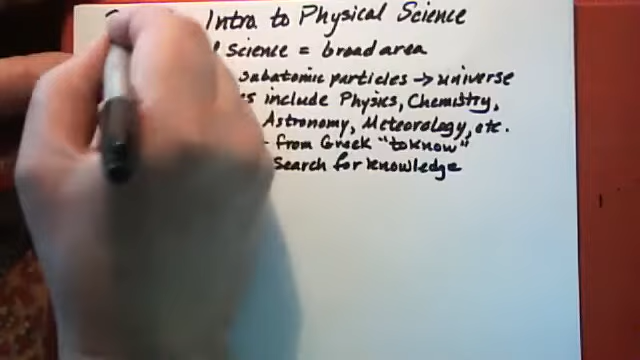 Intro to Physical Science
Science = broad area
subatomic particles → universe
include Physics, Chemistry,
Astronomy, Meteorology, etc.
- from Greek "to know"
Search for knowledge